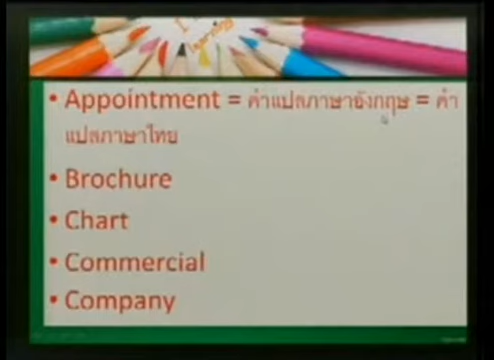 learning
• Appointment = คำแปลภาษาอังกฤษ = คำ
แปลภาษาไทย
• Brochure
• Chart
• Commercial
• Company